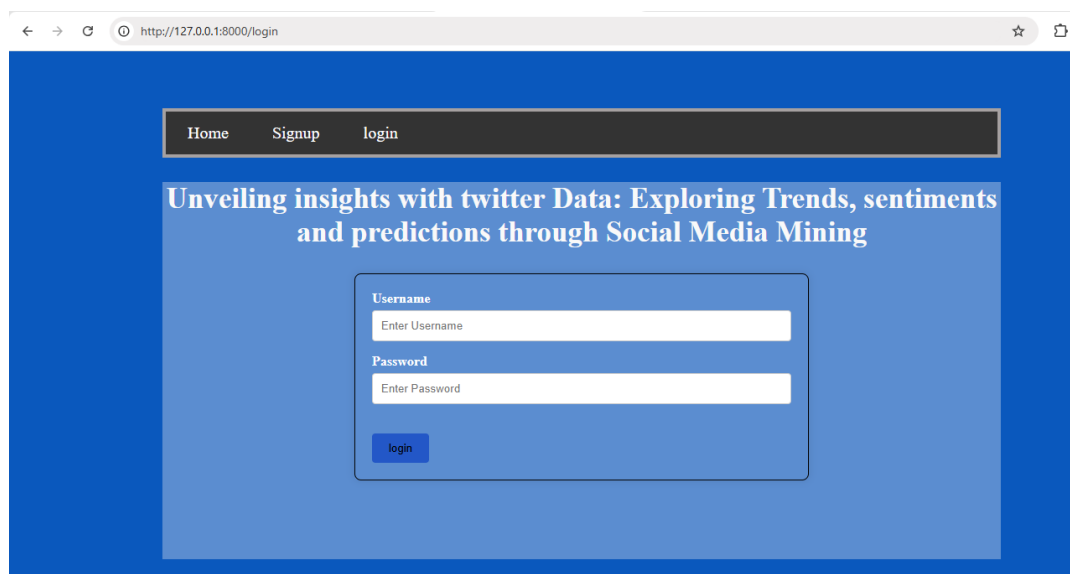 http://127.0.0.1:8000/login
Home Signup login
Unveiling insights with twitter Data: Exploring Trends, sentiments
and predictions through Social Media Mining
Username
Enter Username
Password
Enter Password
login